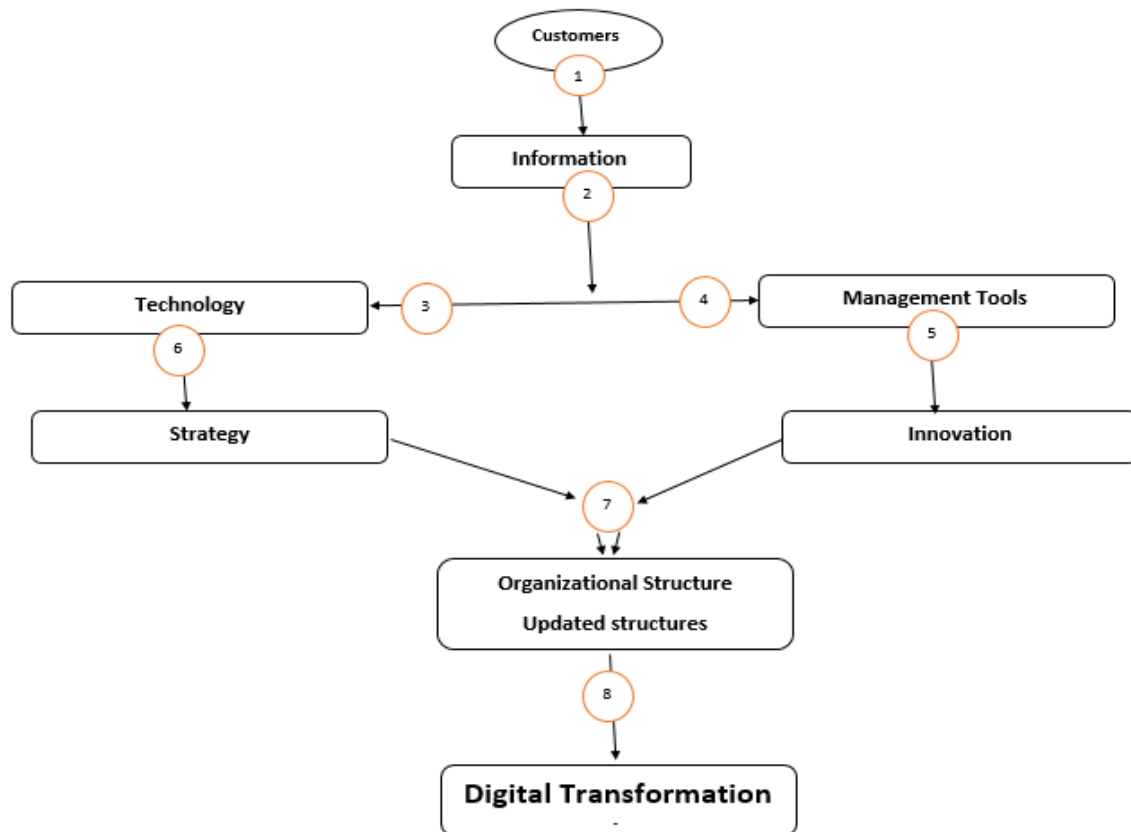 Customers
1
Information
2
Technology
3
4
Management Tools
6
5
Strategy
Innovation
7
Organizational Structure
Updated structures
8
Digital Transformation
-